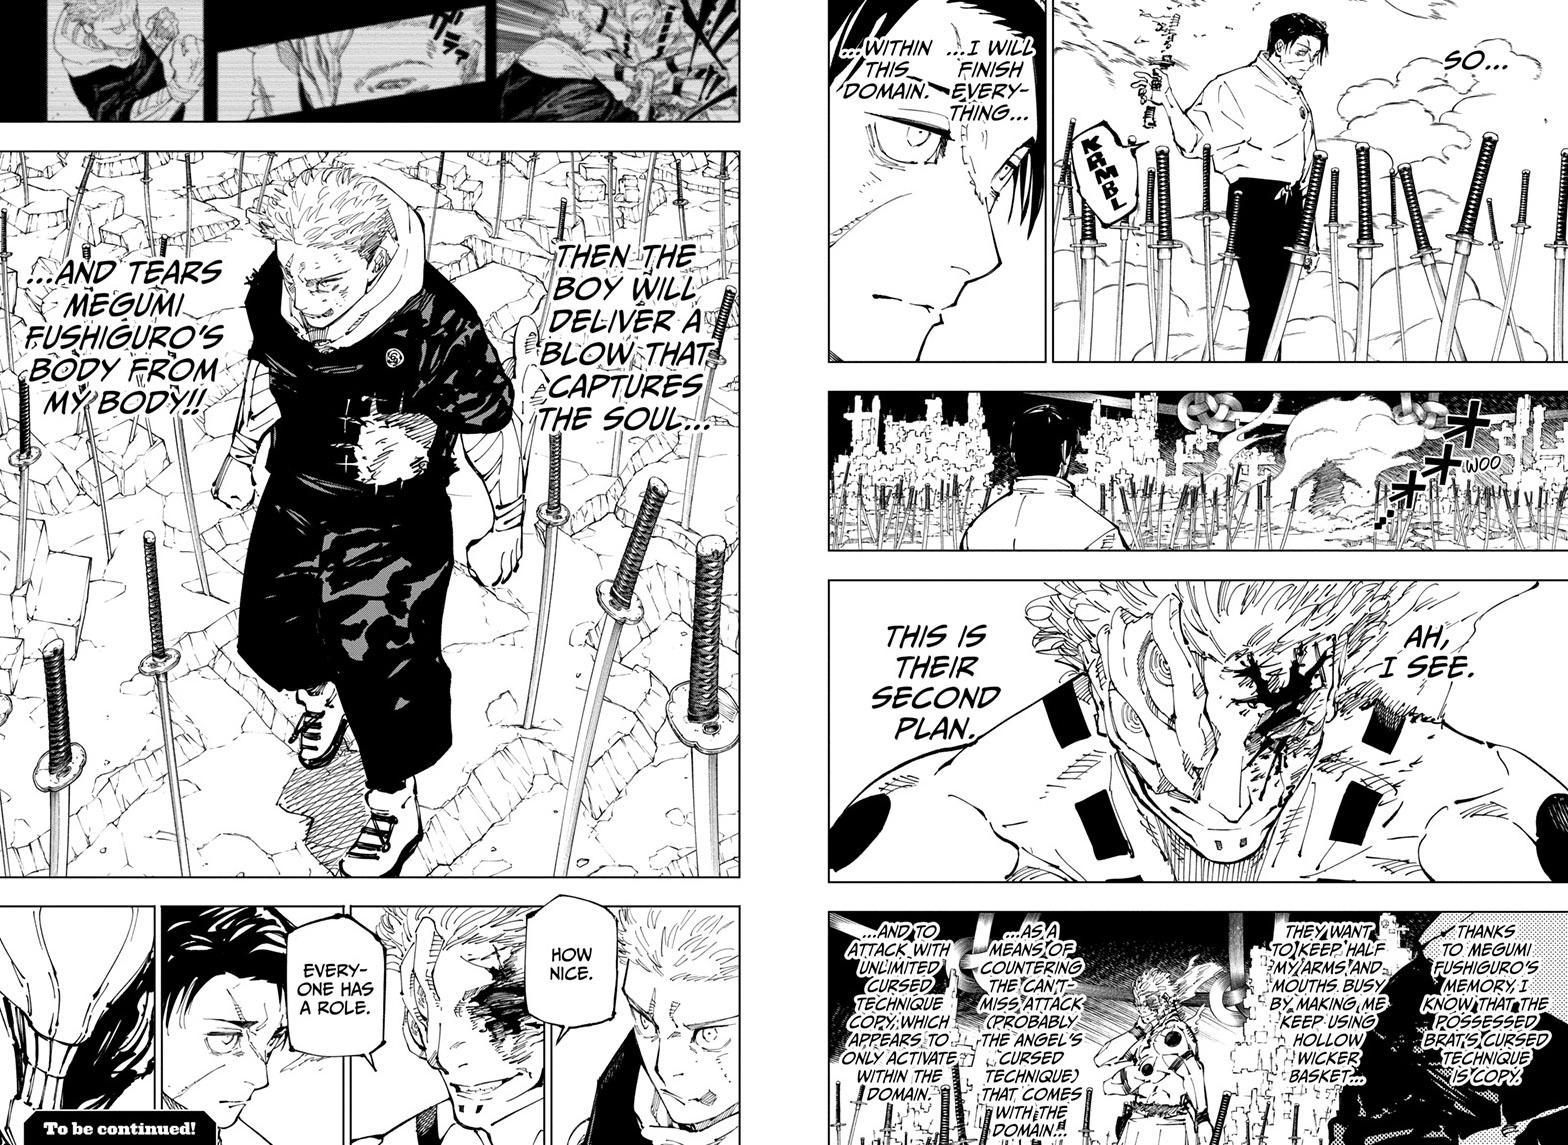 SO...
KRMBL
...I WILL
FINISH
EVERY-
THING...
...WITHIN
THIS
DOMAIN.
オオオ
WOO
AH,
I SEE.
THIS IS
THEIR
SECOND
PLAN.
THANKS
TO MEGUMI
FUSHIGURO'S
MEMORY, I
KNOW THAT THE
POSSESSED
BRAT'S CURSED
TECHNIQUE
IS COPY.
THEY WANT
TO KEEP HALF
MY ARMS AND
MOUTHS BUSY
BY MAKING ME
KEEP USING
HOLLOW
WICKER
BASKET...
...AS A
MEANS OF
COUNTERING
THE CAN'T-
MISS ATTACK
(PROBABLY
THE ANGEL'S
CURSED
TECHNIQUE)
THAT COMES
WITH THE
DOMAIN...
...AND TO
ATTACK WITH
UNLIMITED
CURSED
TECHNIQUE
COPY, WHICH
APPEARS TO
ONLY ACTIVATE
WITHIN THE
DOMAIN.
THEN THE
BOY WILL
DELIVER A
BLOW THAT
CAPTURES
THE SOUL...
...AND TEARS
MEGUMI
FUSHIGURO'S
BODY FROM
MY BODY!!
HOW
NICE.
EVERY-
ONE HAS
A ROLE.
To be continued!